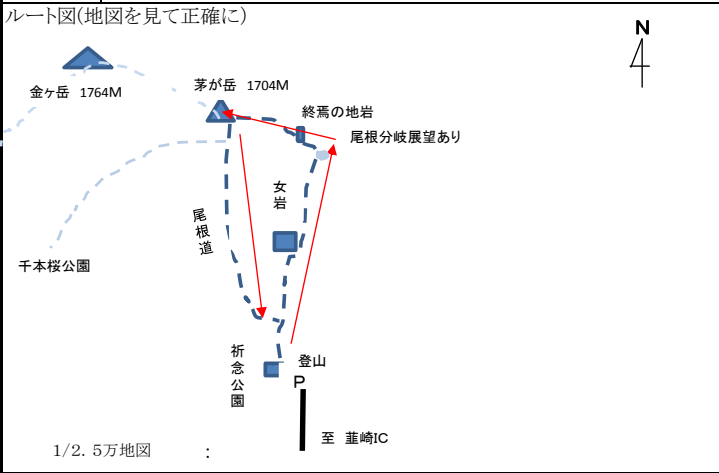 ルート図(地図を見て正確に)
N
金ヶ岳 1764M
茅が岳 1704M
終焉の地岩
尾根分岐展望あり
女岩
尾根道
千本桜公園
祈念公園
登山
P
至 韮崎IC
1/2.5万地図 :